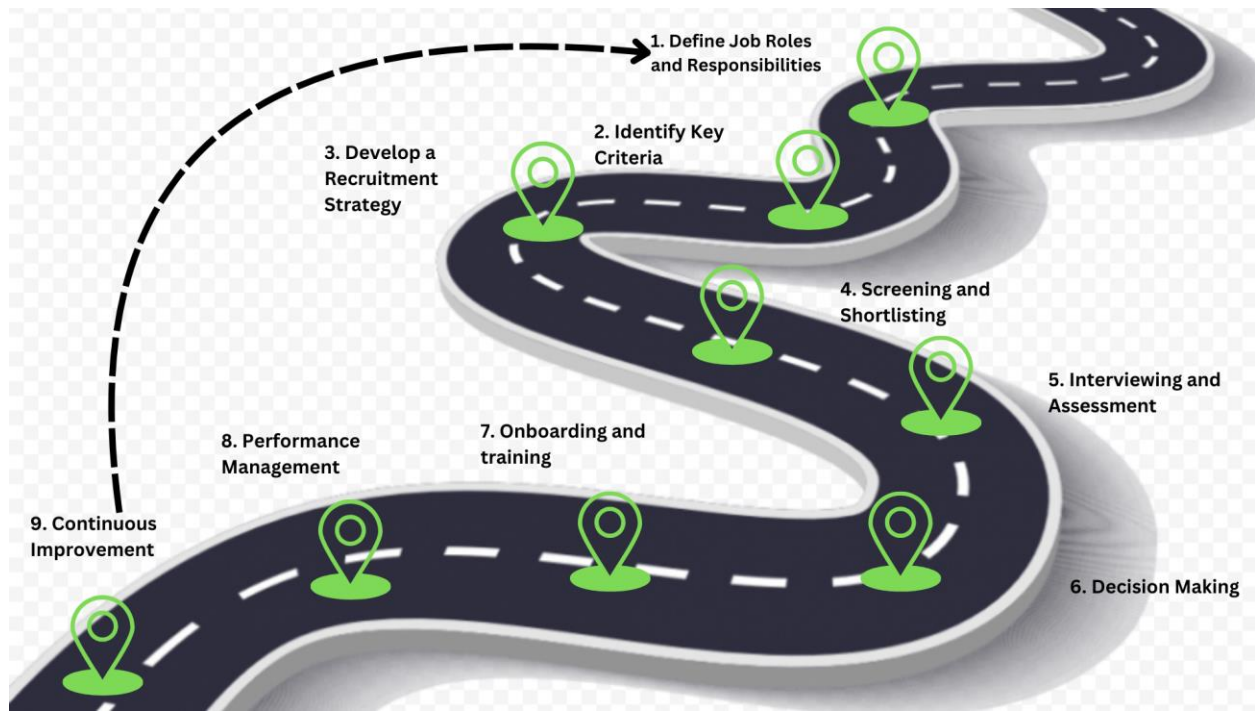 1. Define Job Roles
and Responsibilities
2. Identify Key
Criteria
3. Develop a
Recruitment
Strategy
4. Screening and
Shortlisting
5. Interviewing and
Assessment
6. Decision Making
7. Onboarding and
training
8. Performance
Management
9. Continuous
Improvement